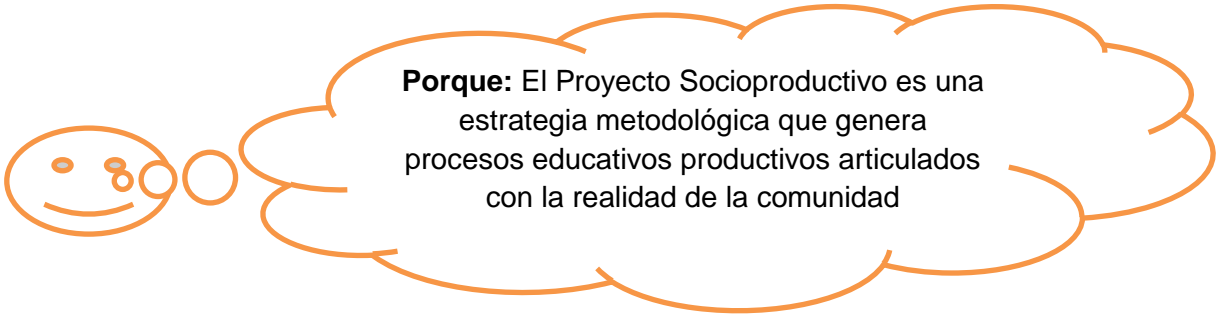 Porque: El Proyecto Socioproductivo es una
estrategia metodológica que genera
procesos educativos productivos articulados
con la realidad de la comunidad